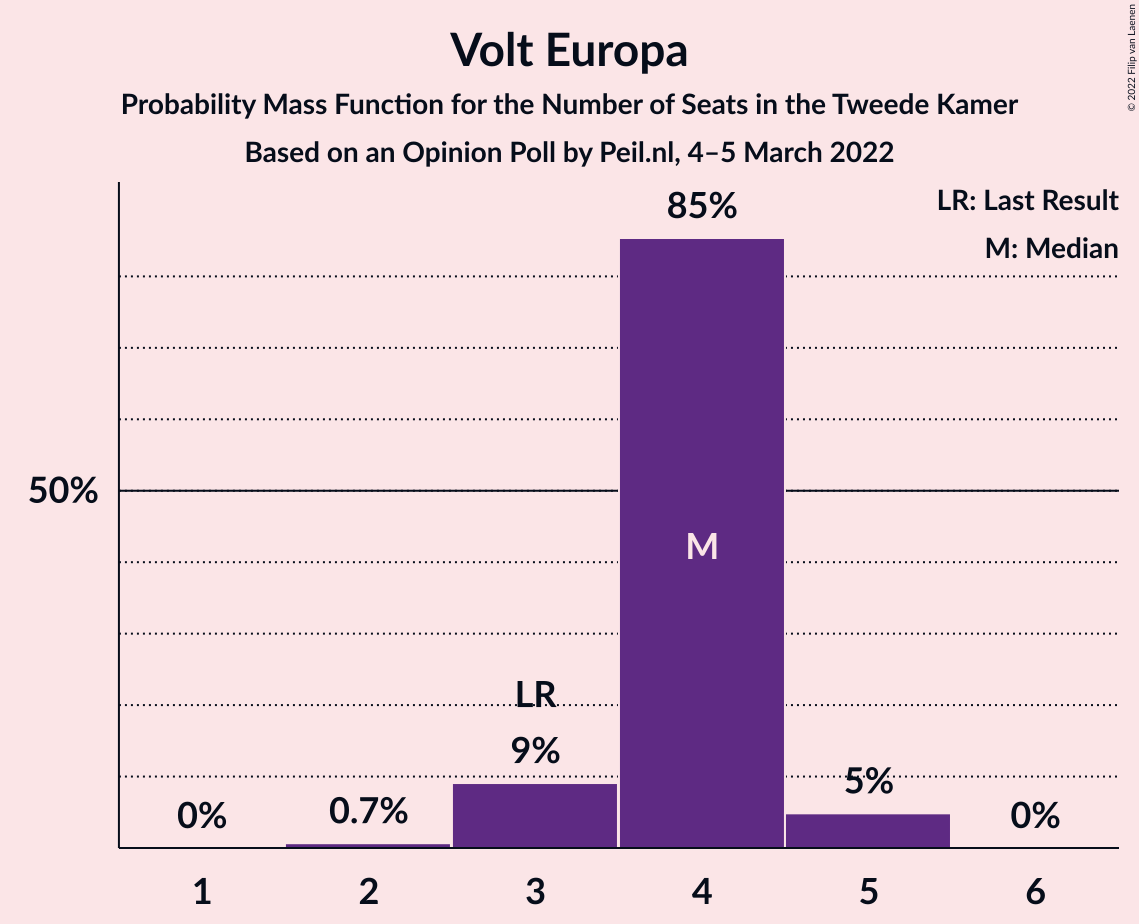 Volt Europa
Probability Mass Function for the Number of Seats in the Tweede Kamer
Based on an Opinion Poll by Peil.nl, 4–5 March 2022
© 2022 Filip van Laenen
LR: Last Result
M: Median
85%
50%
M
LR
9%
0%
0.7%
5%
0%
1 2 3 4 5 6